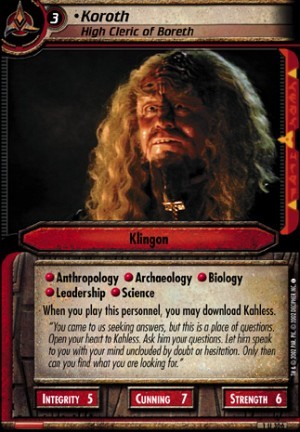 3
•Koroth
High Cleric of Boreth
Klingon
• Anthropology • Archaeology • Biology
• Leadership • Science
When you play this personnel, you may download Kahless.
"You came to us seeking answers, but this is a place of questions.
Open your heart to Kahless. Ask him your questions. Let him speak
to you with your mind unclouded by doubt or hesitation. Only then
can you find what you are looking for."
INTEGRITY 5 CUNNING 7 STRENGTH 6